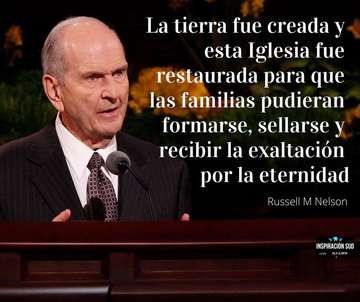 La tierra fue creada y
esta Iglesia fue
restaurada para que
las familias pudieran
formarse, sellarse y
recibir la exaltación
por la eternidad
Russell M Nelson
INSPIRACIÓN SUD